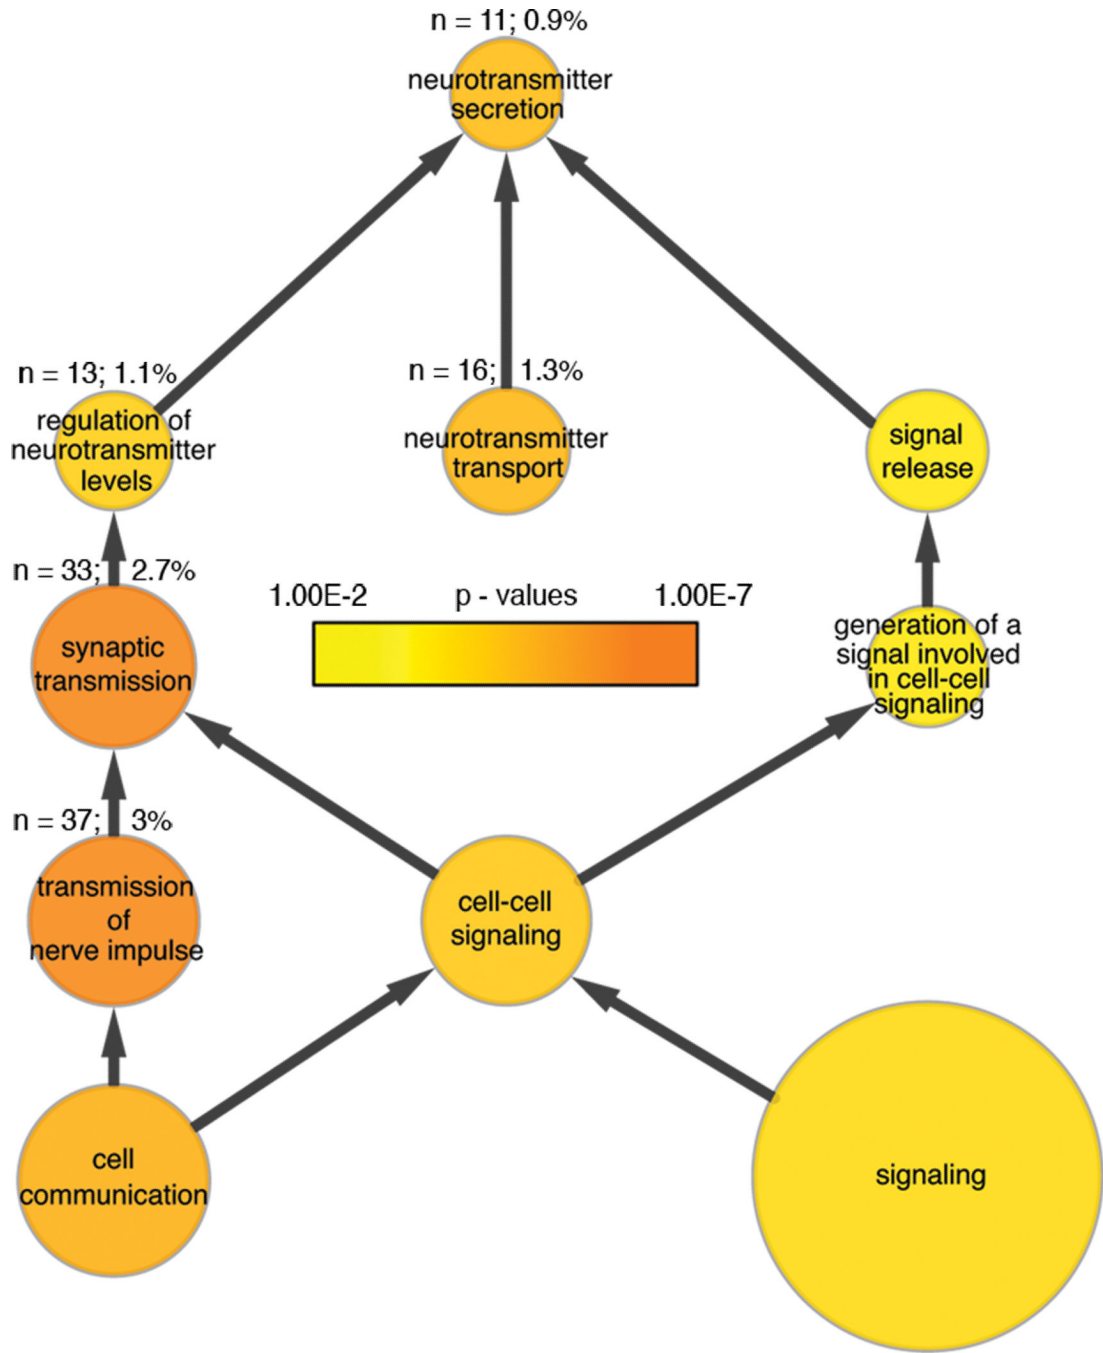 n = 11; 0.9%
neurotransmitter
secretion
n = 13; 1.1%
regulation of
neurotransmitter
levels
n = 16; 1.3%
neurotransmitter
transport
signal
release
n = 33; 2.7%
synaptic
transmission
1.00E-2 p - values 1.00E-7
generation of a
signal involved
in cell-cell
signaling
n = 37; 3%
transmission
of
nerve impulse
cell-cell
signaling
cell
communication
signaling